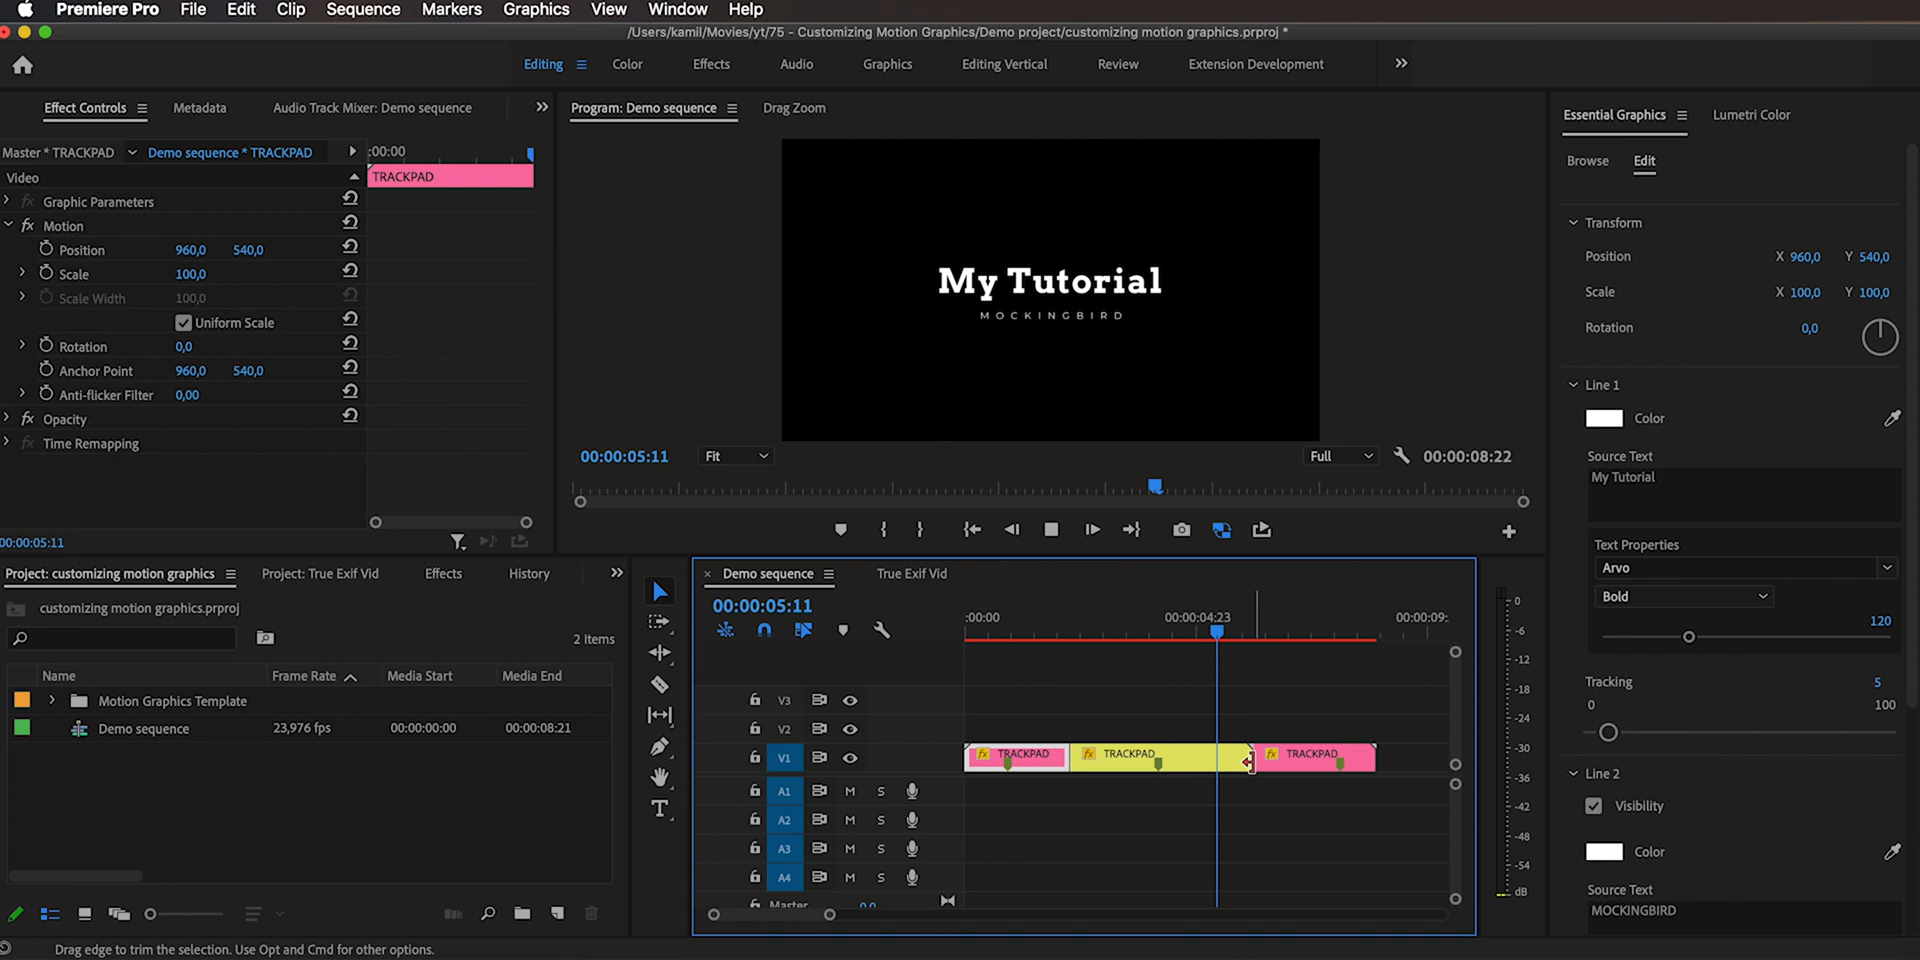 Premiere Pro File Edit Clip Sequence Markers Graphics View Window Help
/Users/kamil/Movies/yt/75 - Customizing Motion Graphics/Demo project/customizing motion graphics.prproj *
Editing Color Effects Audio Graphics Editing Vertical Review Extension Development
Effect Controls Metadata Audio Track Mixer: Demo sequence
Master * TRACKPAD Demo sequence * TRACKPAD :00:00
Video TRACKPAD
fx Graphic Parameters
fx Motion
Position 960,0 540,0
Scale 100,0
Scale Width 100,0
Uniform Scale
Rotation 0,0
Anchor Point 960,0 540,0
Anti-flicker Filter 0,00
fx Opacity
fx Time Remapping
00:00:05:11
Program: Demo sequence Drag Zoom
My Tutorial
MOCKINGBIRD
00:00:05:11 Fit Full 00:00:08:22
Essential Graphics Lumetri Color
Browse Edit
Transform
Position X 960,0 Y 540,0
Scale X 100,0 Y 100,0
Rotation 0,0
Line 1
Color
Source Text
My Tutorial
Text Properties
Arvo
Bold
120
Tracking 5
0 100
Line 2
Visibility
Color
Source Text
MOCKINGBIRD
Project: customizing motion graphics Project: True Exif Vid Effects History
customizing motion graphics.prproj
2 Items
Name Frame Rate Media Start Media End
Motion Graphics Template
Demo sequence 23,976 fps 00:00:00:00 00:00:08:21
Demo sequence True Exif Vid
00:00:05:11
:00:00 00:00:04:23 00:00:09:
V3
V2
V1 fx TRACKPAD fx TRACKPAD fx TRACKPAD
A1 M S
A2 M S
A3 M S
A4 M S
Master 0,0
0
-6
-12
-18
-24
-30
-36
-42
-48
-54
dB
Drag edge to trim the selection. Use Opt and Cmd for other options.